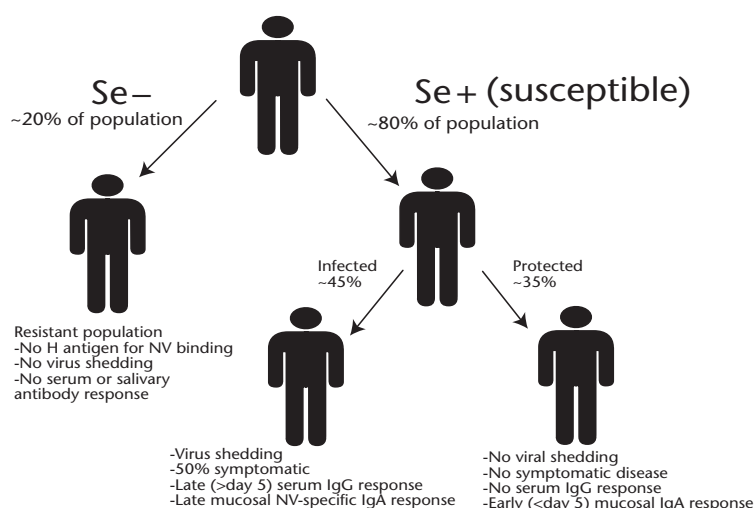 Se–
~20% of population
Se+ (susceptible)
~80% of population
Infected
~45%
Protected
~35%
Resistant population
-No H antigen for NV binding
-No virus shedding
-No serum or salivary
antibody response
-Virus shedding
-50% symptomatic
-Late (>day 5) serum IgG response
-Late mucosal NV-specific IgA response
-No viral shedding
-No symptomatic disease
-No serum IgG response
-Early (<day 5) mucosal IgA response